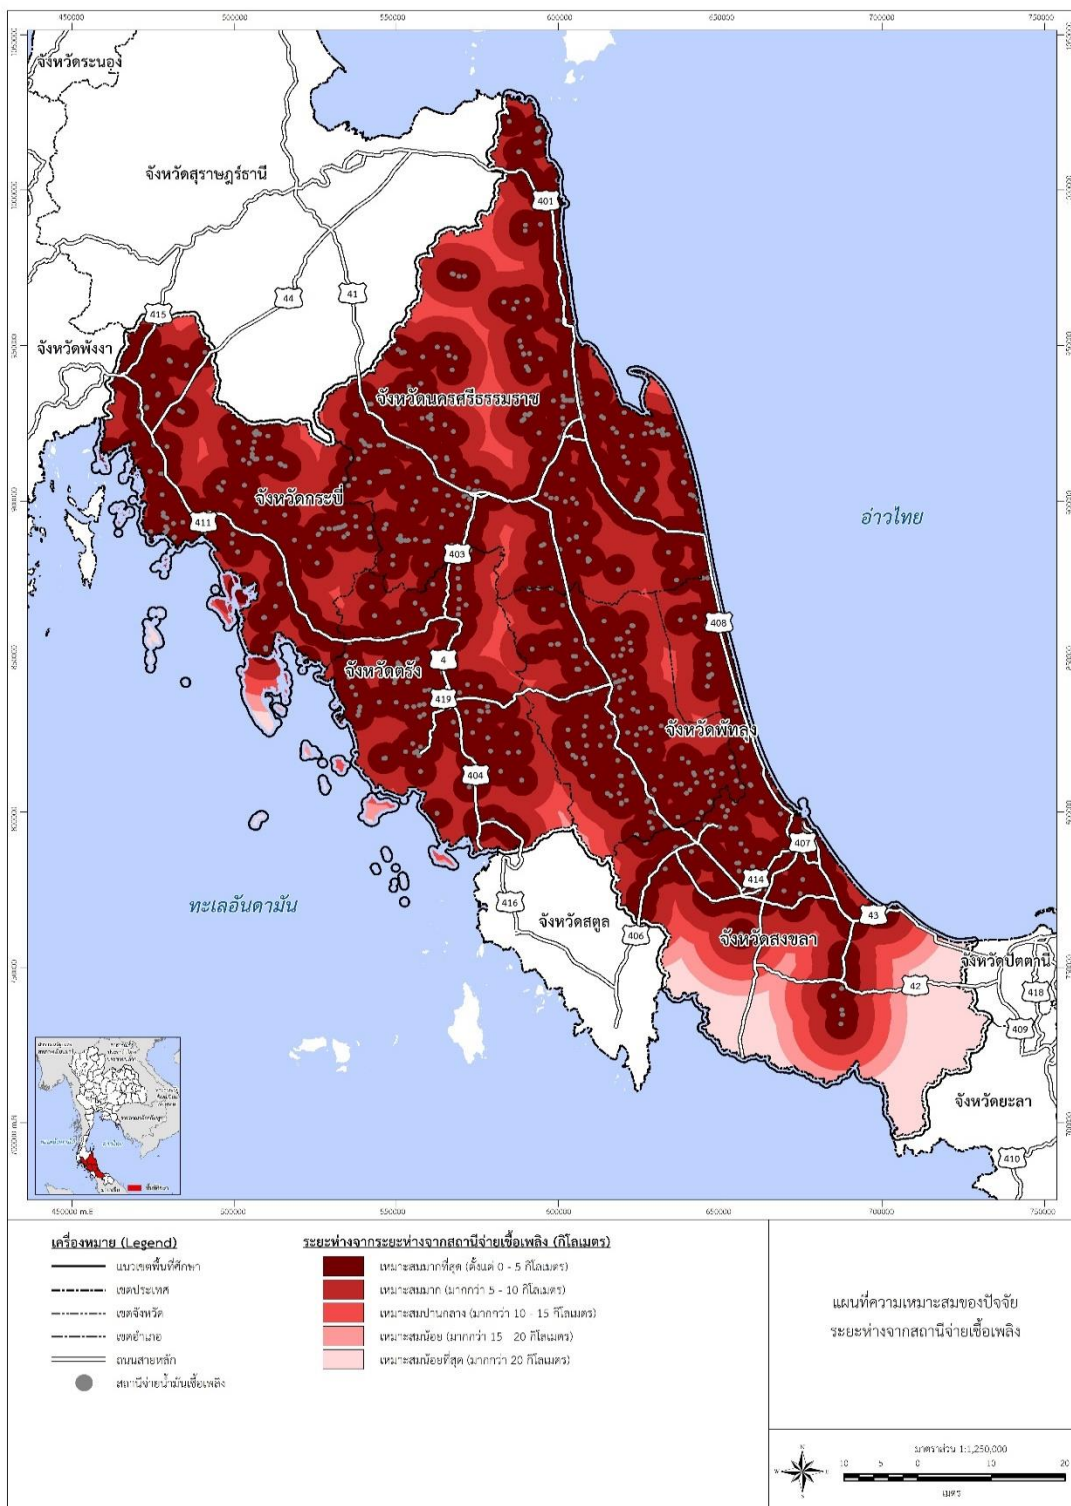 450000 500000 550000 600000 650000 700000 750000
จังหวัดระนอง
จังหวัดสุราษฎร์ธานี
401
415
44
41
จังหวัดพังงา
จังหวัดนครศรีธรรมราช
จังหวัดกระบี่
อ่าวไทย
411
403
408
4
จังหวัดตรัง
419
จังหวัดพัทลุง
404
407
414
ทะเลอันดามัน
416
จังหวัดสตูล
406
จังหวัดสงขลา
43
จังหวัดปัตตานี
42
418
409
จังหวัดยะลา
410
450000 m.E 500000 550000 600000 650000 700000 750000
เครื่องหมาย (Legend)
แนวเขตพื้นที่ศึกษา
เขตประเทศ
เขตจังหวัด
เขตอำเภอ
ถนนสายหลัก
สถานีจ่ายน้ำมันเชื้อเพลิง
ระยะห่างจากระยะห่างจากสถานีจ่ายเชื้อเพลิง (กิโลเมตร)
เหมาะสมมากที่สุด (ตั้งแต่ 0 - 5 กิโลเมตร)
เหมาะสมมาก (มากกว่า 5 - 10 กิโลเมตร)
เหมาะสมปานกลาง (มากกว่า 10 - 15 กิโลเมตร)
เหมาะสมน้อย (มากกว่า 15 - 20 กิโลเมตร)
เหมาะสมน้อยที่สุด (มากกว่า 20 กิโลเมตร)
แผนที่ความเหมาะสมของปัจจัย
ระยะห่างจากสถานีจ่ายเชื้อเพลิง
มาตราส่วน 1:1,250,000
10 5 0 10 20
เมตร